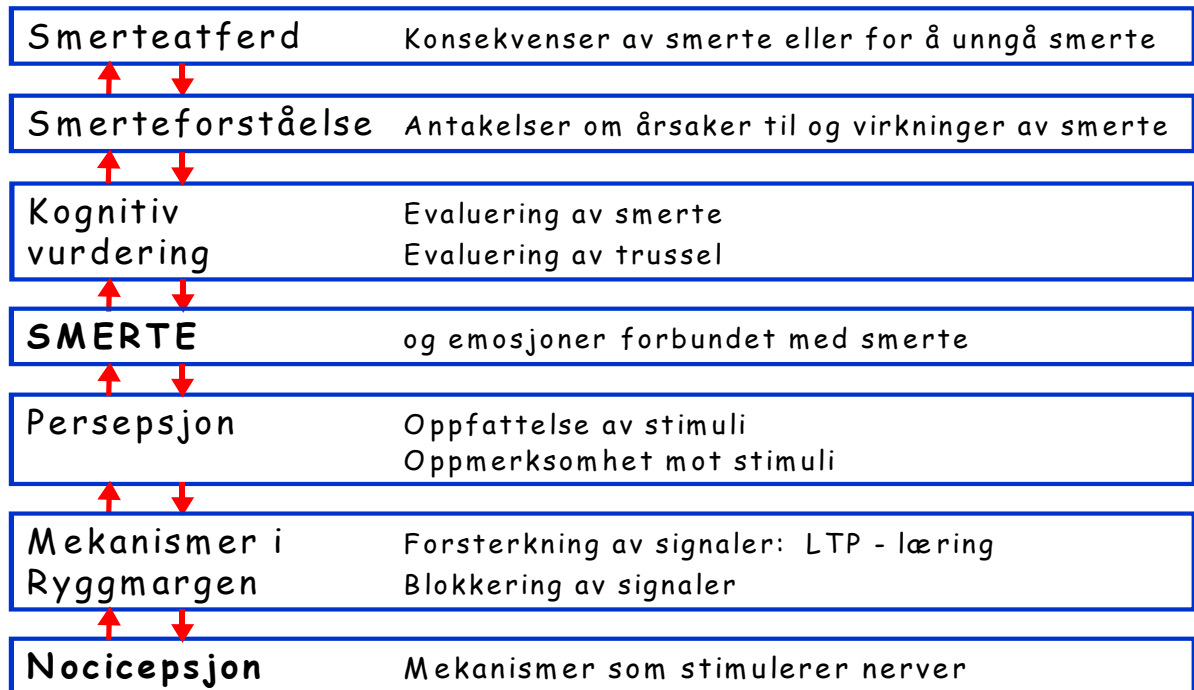 Smerteatferd Konsekvenser av smerte eller for å unngå smerte
Smerteforståelse Antakelser om årsaker til og virkninger av smerte
Kognitiv Evaluering av smerte
vurdering Evaluering av trussel
SMERTE og emosjoner forbundet med smerte
Persepsjon Oppfattelse av stimuli
Oppmerksomhet mot stimuli
Mekanismer i Forsterkning av signaler: LTP - læring
Ryggmargen Blokkering av signaler
Nocicepsjon Mekanismer som stimulerer nerver